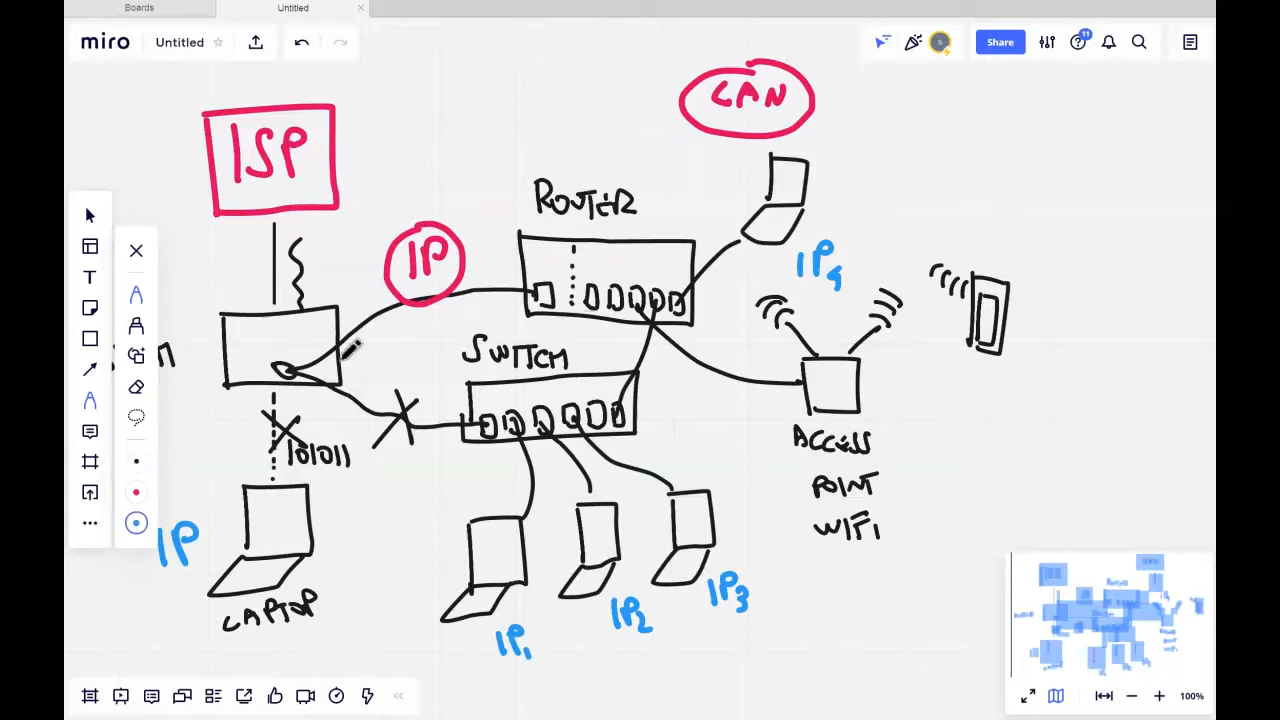 Boards
Untitled
miro
Untitled
Share
11
S
LAN
ISP
ROUTER
IP
IP4
SWITCH
101011
ACCESS
POINT
WIFI
IP
LAPTOP
IP1
IP2
IP3
100%